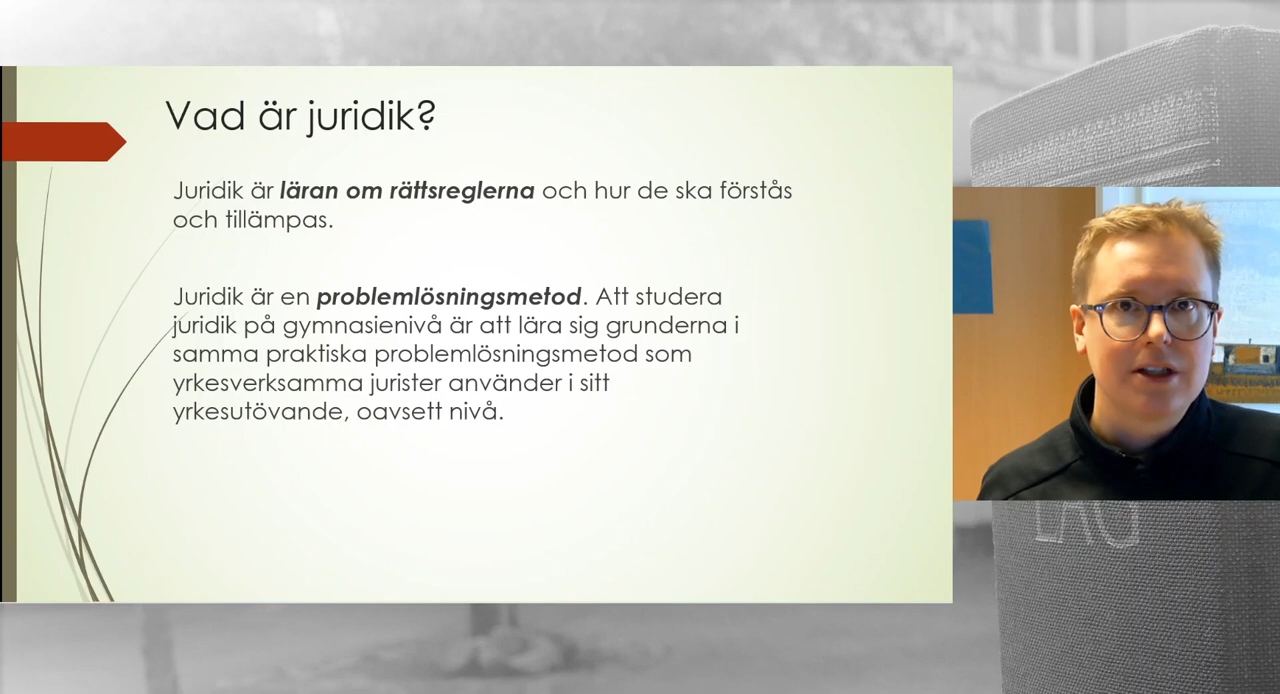 Vad är juridik?
Juridik är läran om rättsreglerna och hur de ska förstås
och tillämpas.
Juridik är en problemlösningsmetod. Att studera
juridik på gymnasienivå är att lära sig grunderna i
samma praktiska problemlösningsmetod som
yrkesverksamma jurister använder i sitt
yrkesutövande, oavsett nivå.
LAG